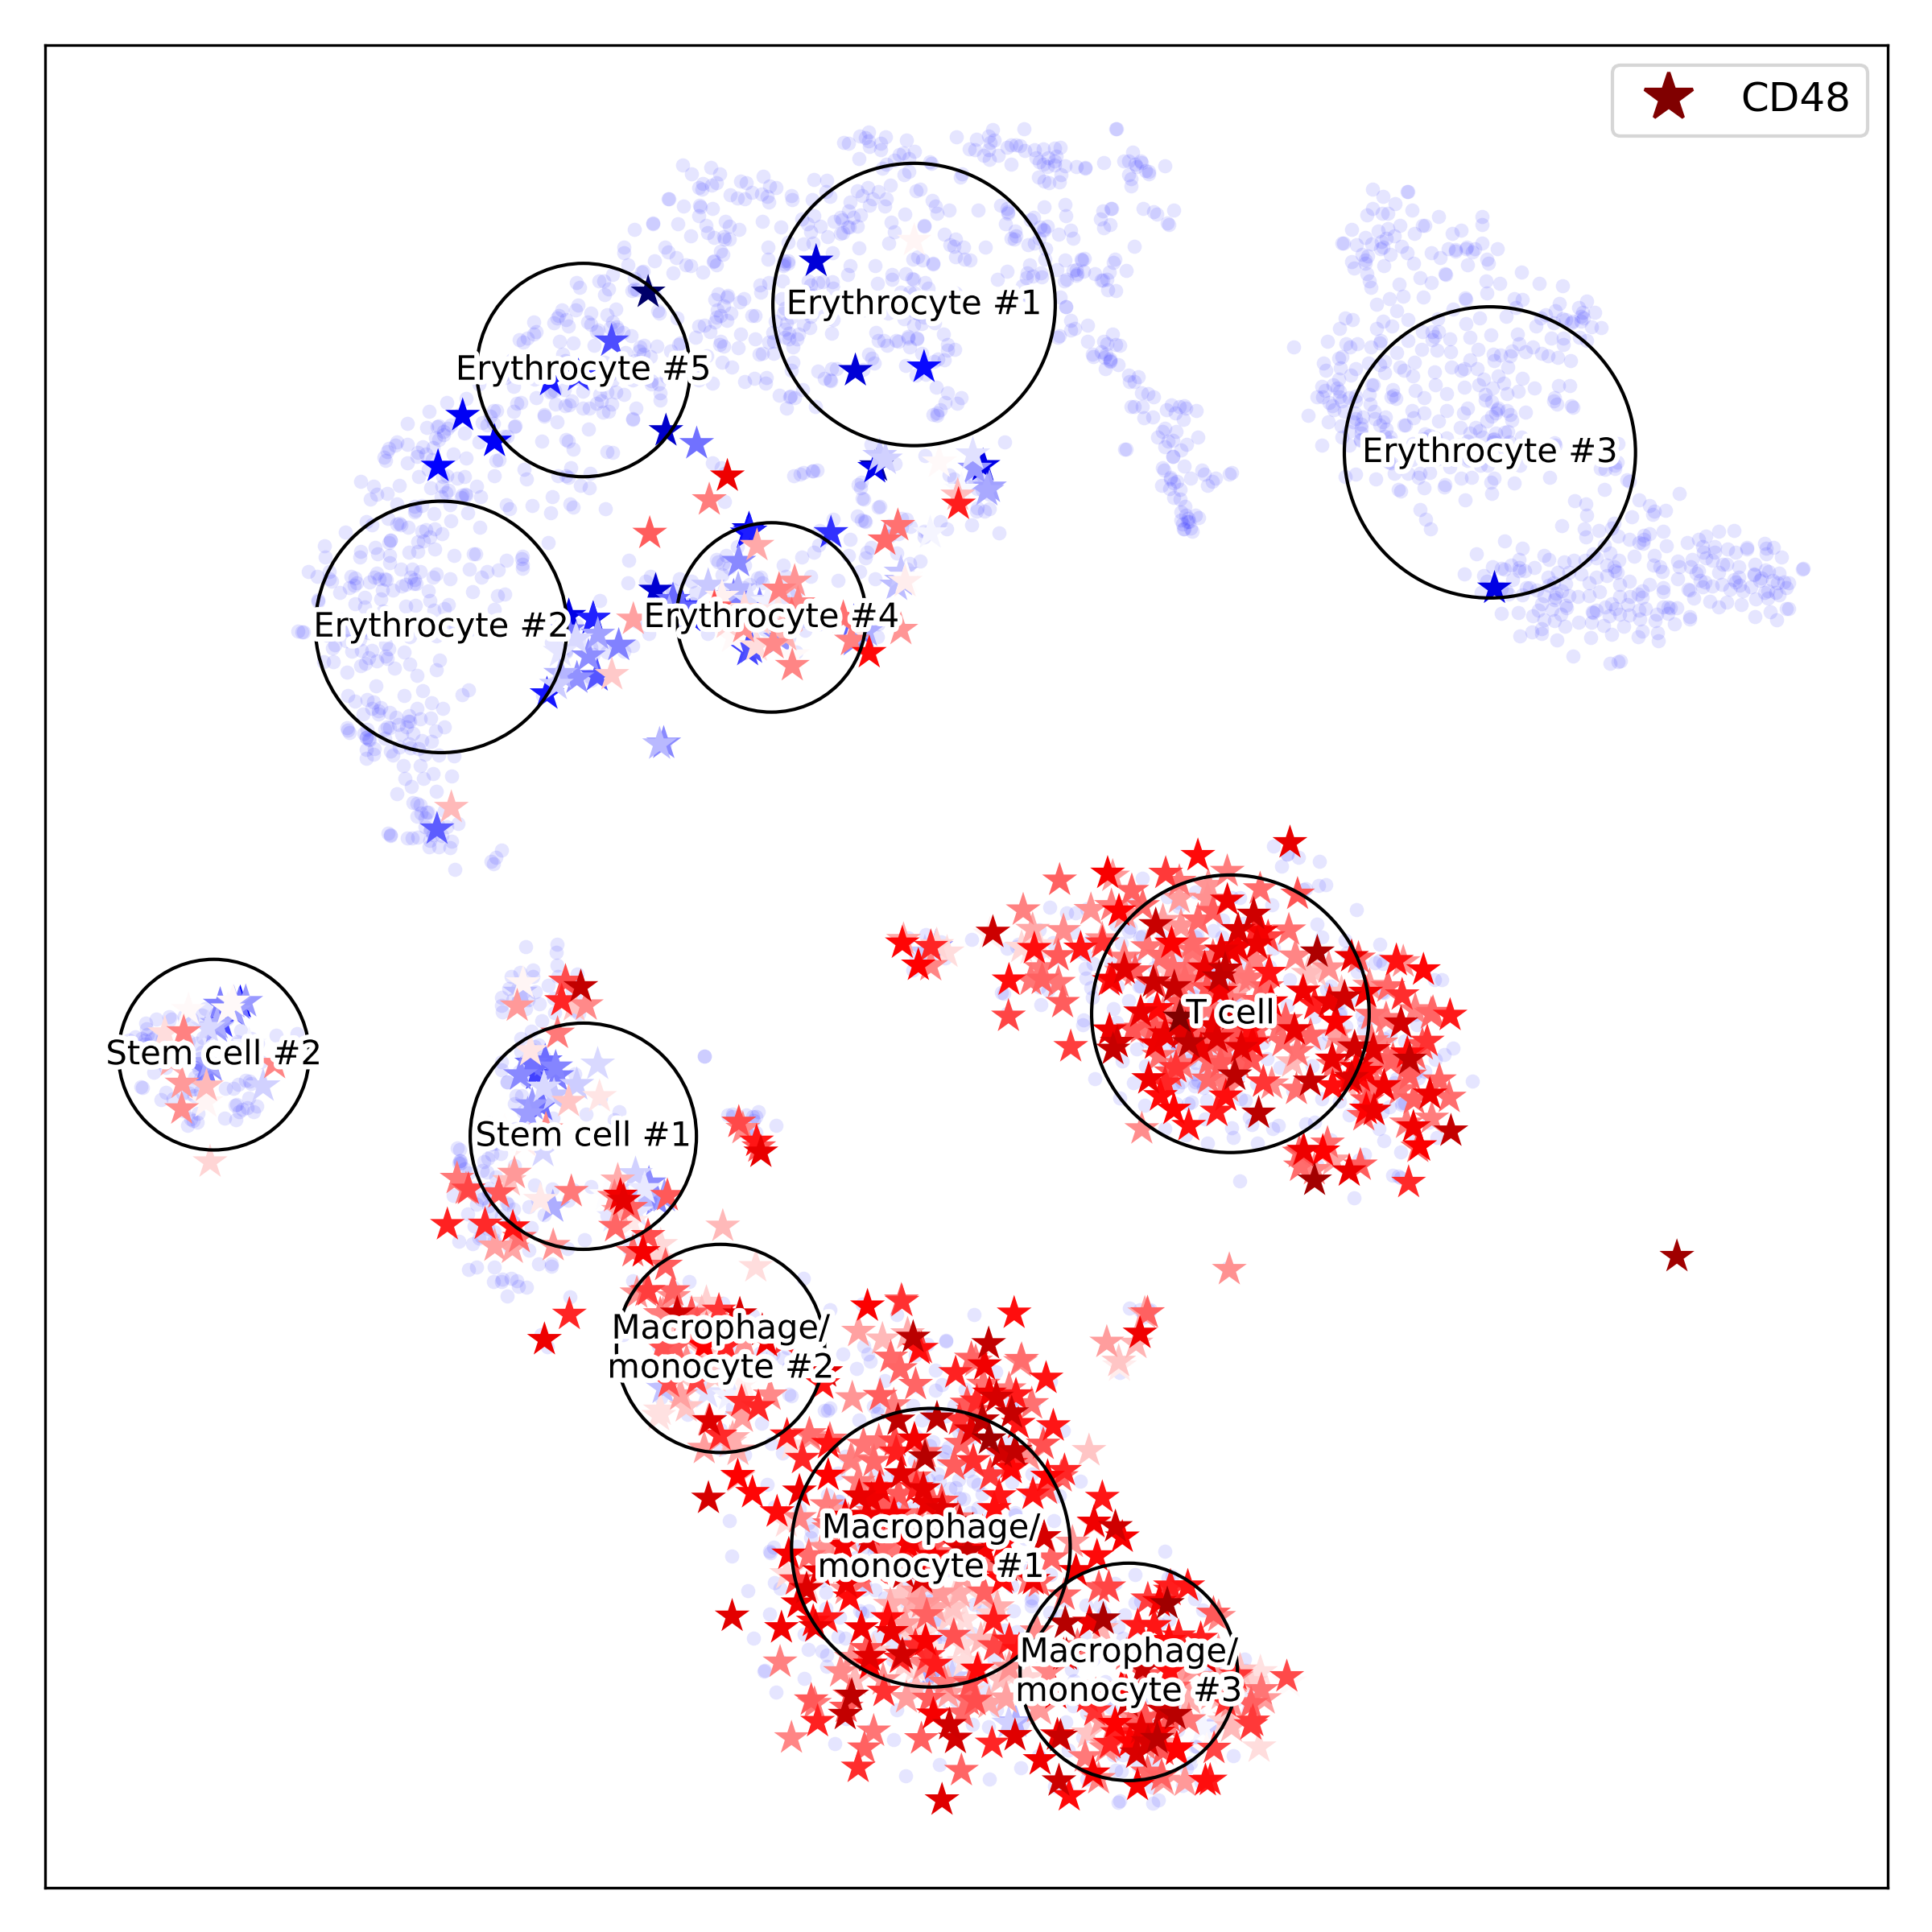 CD48
Erythrocyte #1
Erythrocyte #5
Erythrocyte #3
Erythrocyte #4
Erythrocyte #2
T cell
Stem cell #2
Stem cell #1
Macrophage/
monocyte #2
Macrophage/
monocyte #1
Macrophage/
monocyte #3